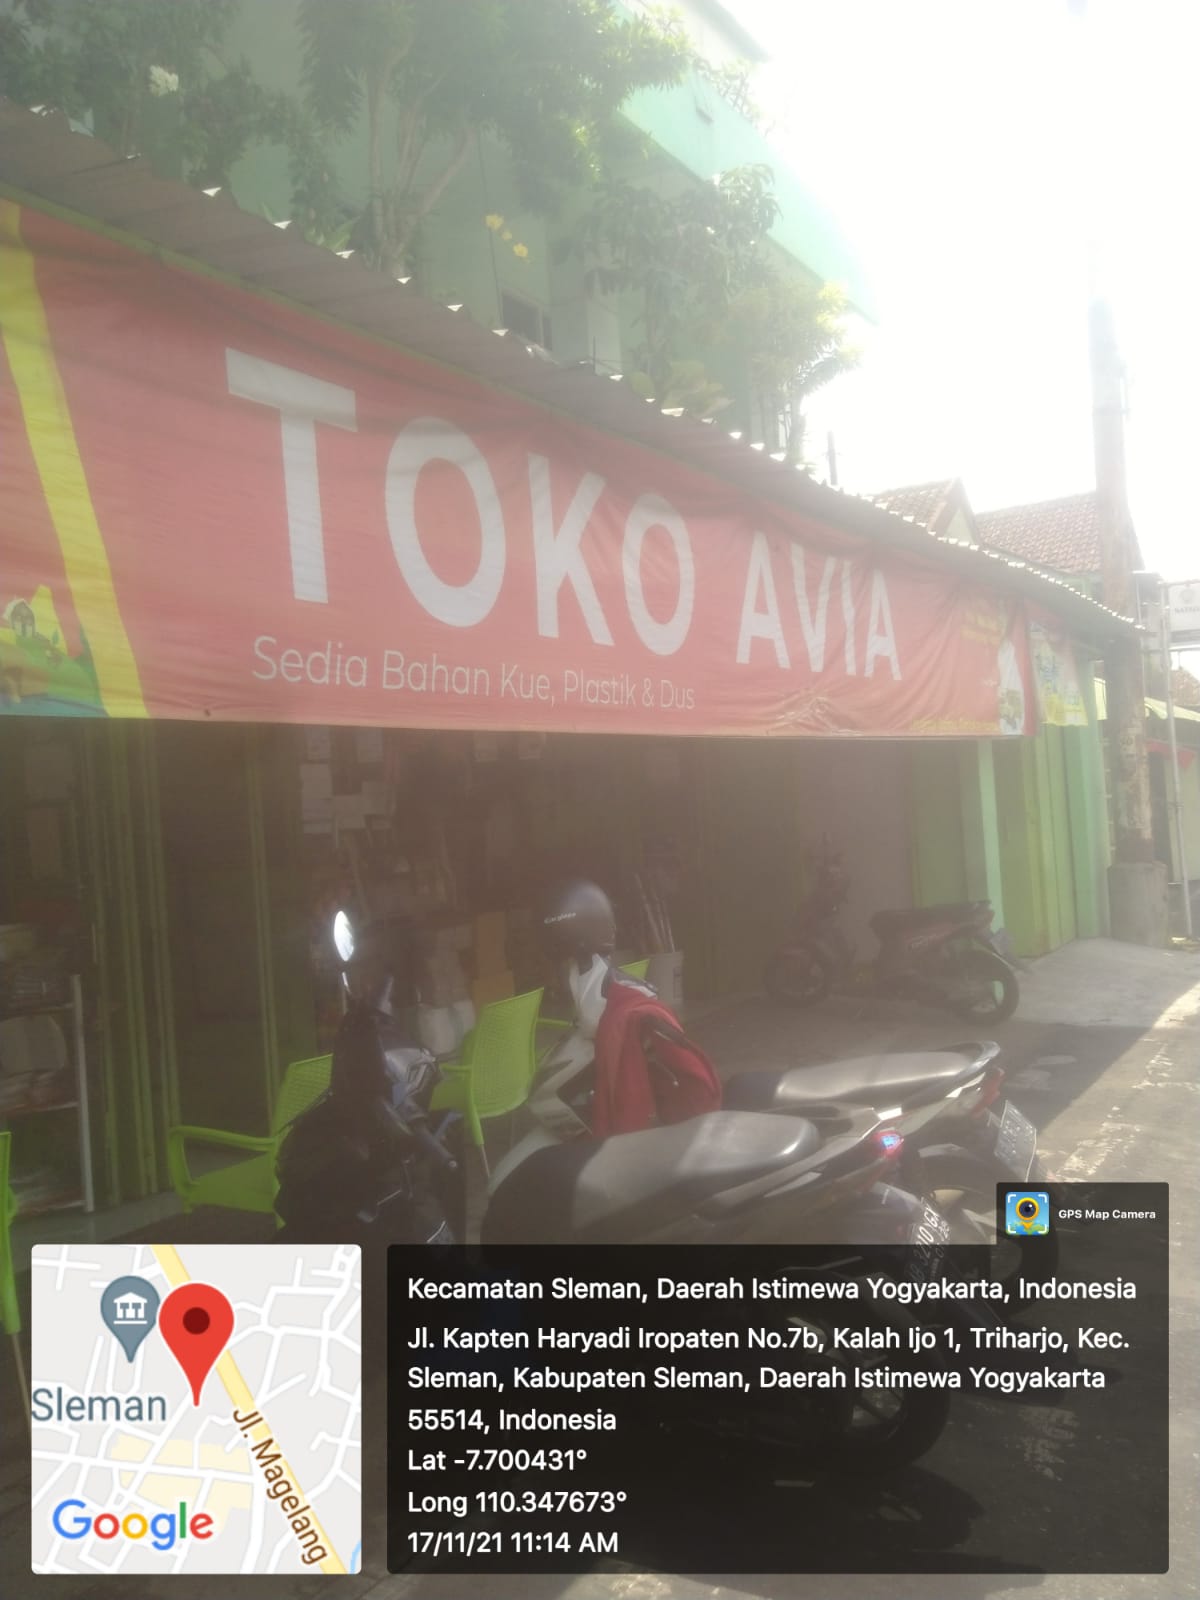 TOKO AVIA
Sedia Bahan Kue, Plastik & Dus
GPS Map Camera
Kecamatan Sleman, Daerah Istimewa Yogyakarta, Indonesia
Jl. Kapten Haryadi Iropaten No.7b, Kalah Ijo 1, Triharjo, Kec.
Sleman, Kabupaten Sleman, Daerah Istimewa Yogyakarta
55514, Indonesia
Lat -7.700431°
Long 110.347673°
17/11/21 11:14 AM
Sleman
Jl. Magelang
Google